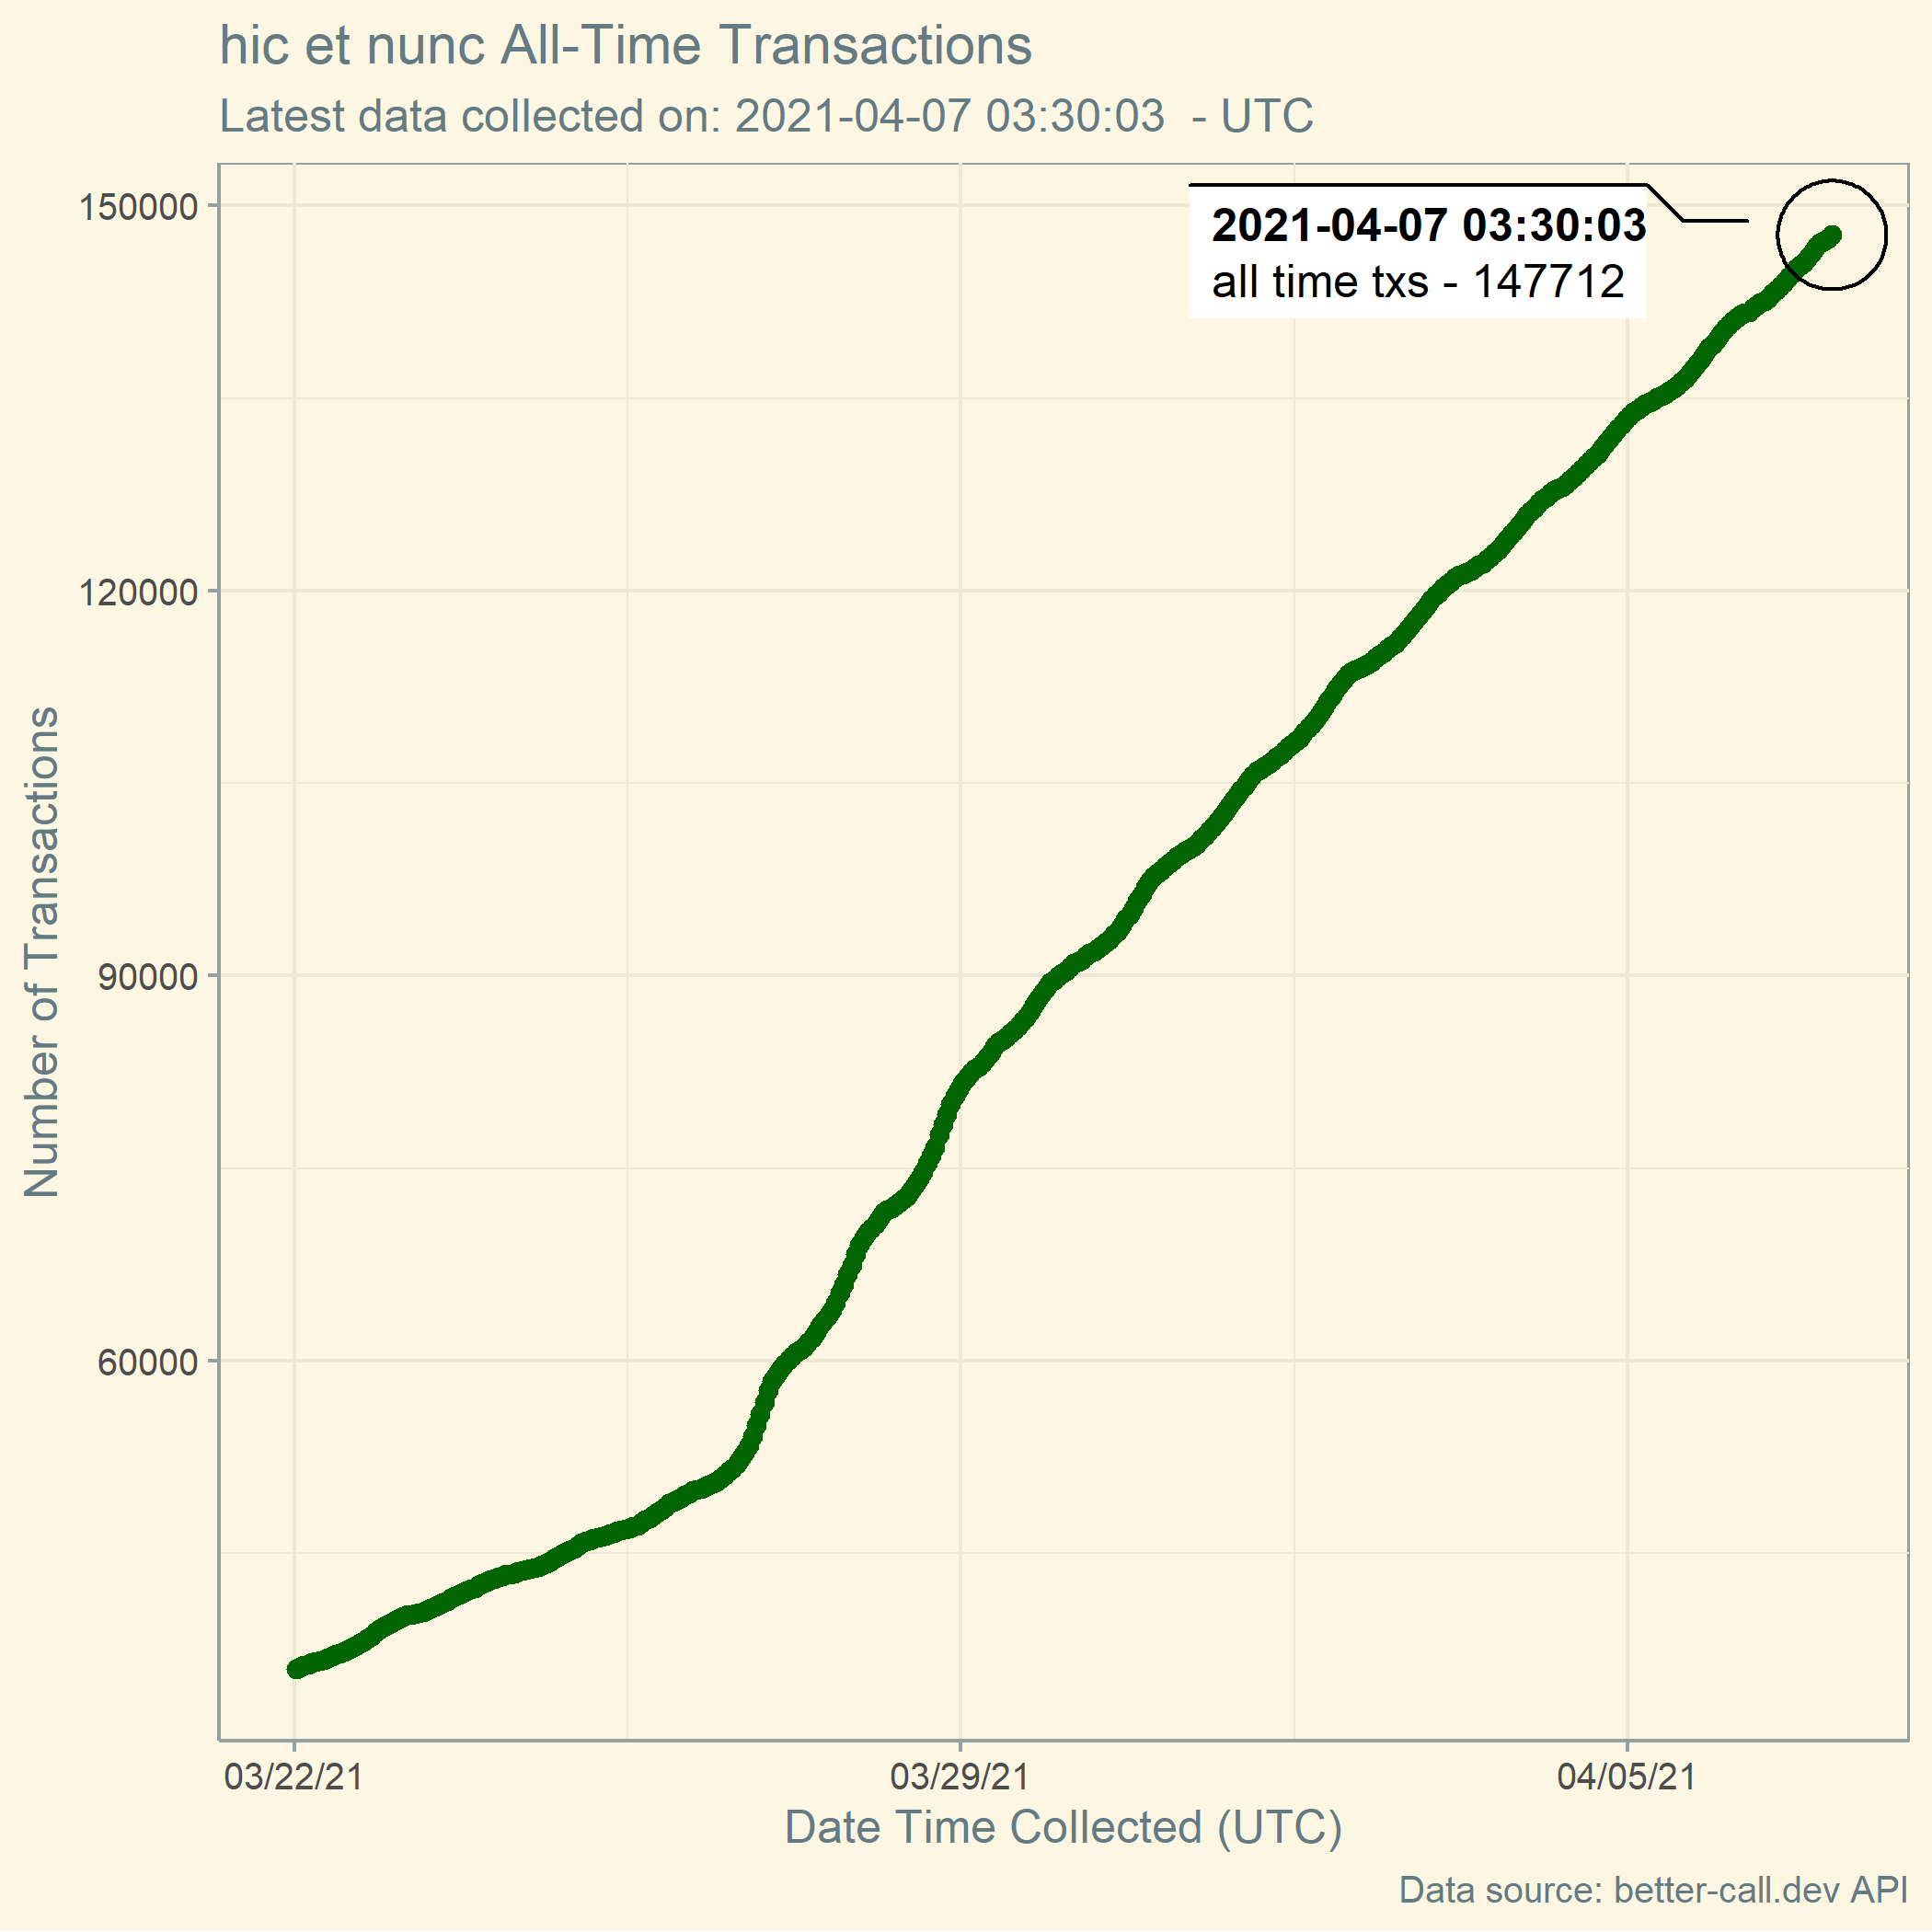 hic et nunc All-Time Transactions
Latest data collected on: 2021-04-07 03:30:03  - UTC
150000
2021-04-07 03:30:03
all time txs - 147712
120000
90000
60000
Number of Transactions
03/22/21
03/29/21
04/05/21
Date Time Collected (UTC)
Data source: better-call.dev API